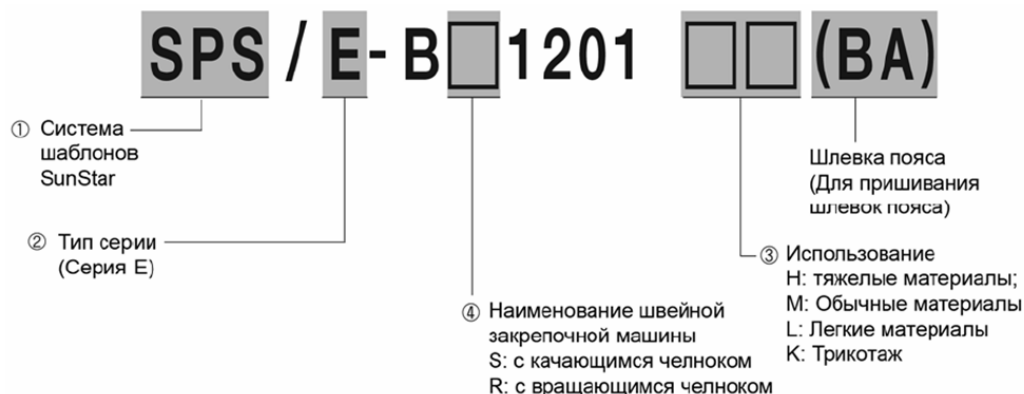 SPS / E - B□1201 □□ (BA)
① Система
шаблонов
SunStar
② Тип серии
(Серия Е)
④ Наименование швейной
закрепочной машины
S: с качающимся челноком
R: с вращающимся челноком
Шлевка пояса
(Для пришивания
шлевок пояса)
③ Использование
H: тяжелые материалы;
M: Обычные материалы
L: Легкие материалы
K: Трикотаж